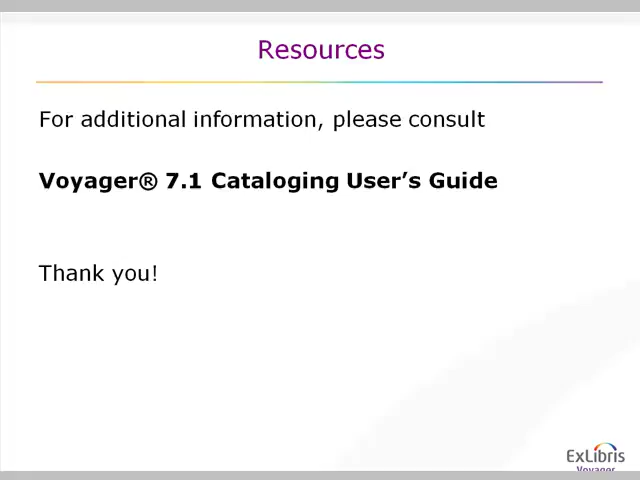 Resources
For additional information, please consult
Voyager® 7.1 Cataloging User’s Guide
Thank you!
ExLibris
Voyager